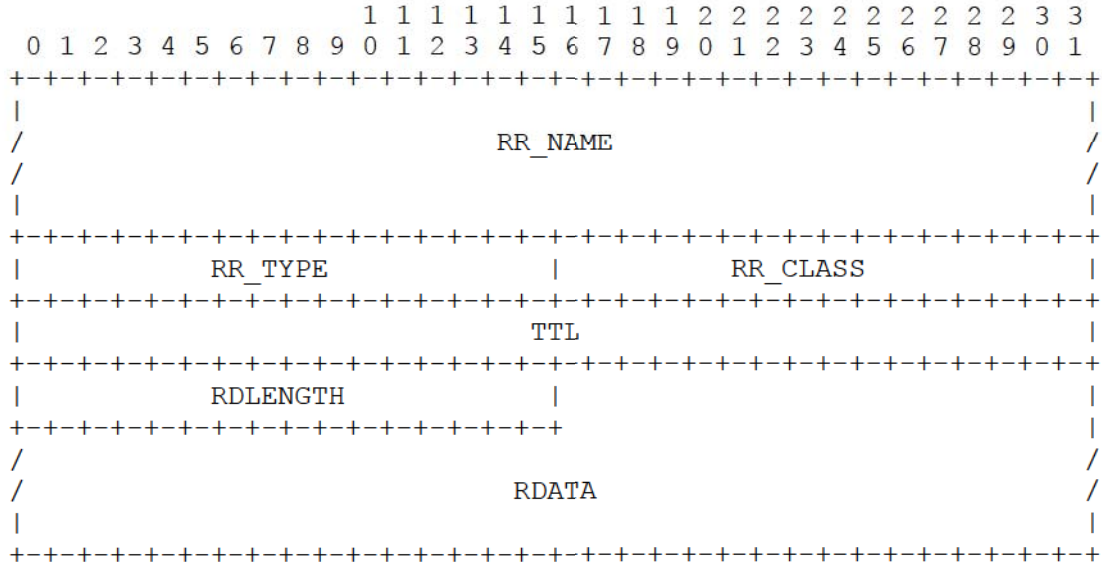 1 1 1 1 1 1 1 1 1 1 2 2 2 2 2 2 2 2 2 2 3 3
 0 1 2 3 4 5 6 7 8 9 0 1 2 3 4 5 6 7 8 9 0 1 2 3 4 5 6 7 8 9 0 1
+-+-+-+-+-+-+-+-+-+-+-+-+-+-+-+-+-+-+-+-+-+-+-+-+-+-+-+-+-+-+-+-+
|                                                               |
/                            RR_NAME                            /
/                                                               /
|                                                               |
+-+-+-+-+-+-+-+-+-+-+-+-+-+-+-+-+-+-+-+-+-+-+-+-+-+-+-+-+-+-+-+-+
|           RR_TYPE             |          RR_CLASS             |
+-+-+-+-+-+-+-+-+-+-+-+-+-+-+-+-+-+-+-+-+-+-+-+-+-+-+-+-+-+-+-+-+
|                              TTL                              |
+-+-+-+-+-+-+-+-+-+-+-+-+-+-+-+-+-+-+-+-+-+-+-+-+-+-+-+-+-+-+-+-+
|           RDLENGTH            |                               |
+-+-+-+-+-+-+-+-+-+-+-+-+-+-+-+-+                               |
/                                                               /
/                             RDATA                             /
|                                                               |
+-+-+-+-+-+-+-+-+-+-+-+-+-+-+-+-+-+-+-+-+-+-+-+-+-+-+-+-+-+-+-+-+